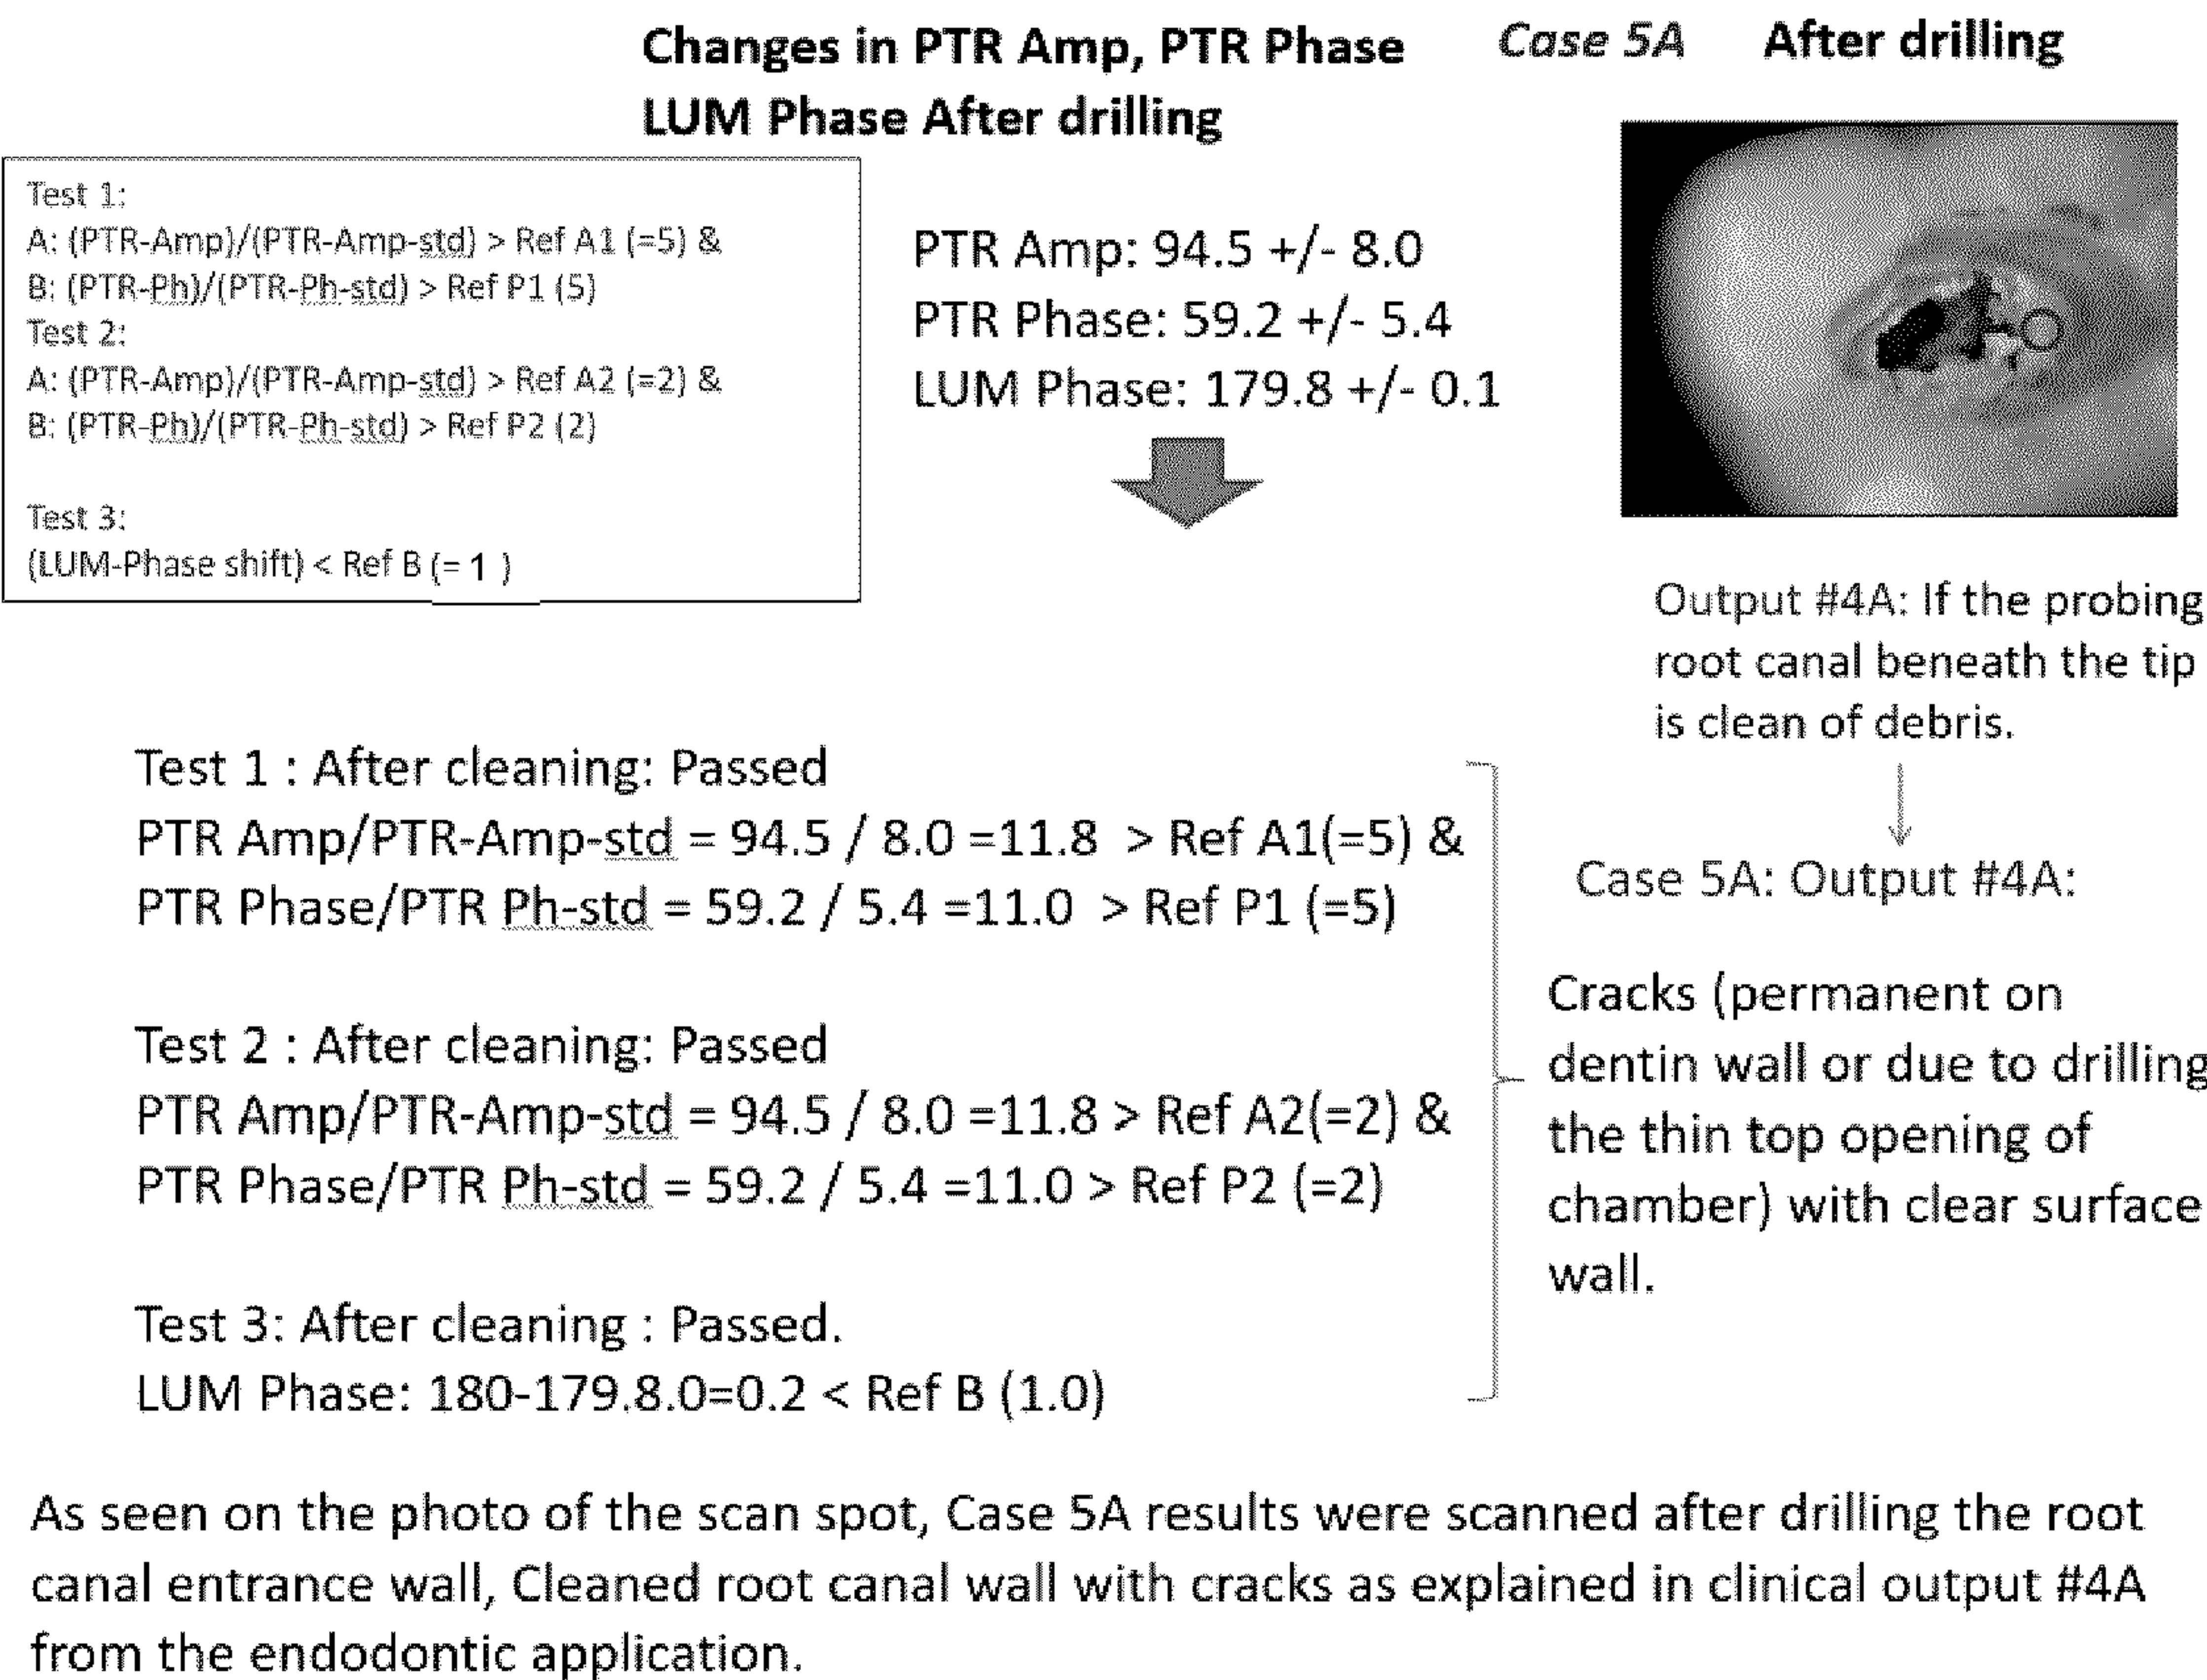 Changes in PTR Amp, PTR Phase
LUM Phase After drilling
Case 5A
After drilling
Test 1:
A: (PTR-Amp)/(PTR-Amp-std) > Ref A1 (=5) &
B: (PTR-Ph)/(PTR-Ph-std) > Ref P1 (5)
Test 2:
A: (PTR-Amp)/(PTR-Amp-std) > Ref A2 (=2) &
B: (PTR-Ph)/(PTR-Ph-std) > Ref P2 (2)
Test 3:
(LUM-Phase shift) < Ref B (= 1 )
PTR Amp: 94.5 +/- 8.0
PTR Phase: 59.2 +/- 5.4
LUM Phase: 179.8 +/- 0.1
Output #4A: If the probing
root canal beneath the tip
is clean of debris.
Test 1 : After cleaning: Passed
PTR Amp/PTR-Amp-std = 94.5 / 8.0 =11.8 > Ref A1(=5) &
PTR Phase/PTR Ph-std = 59.2 / 5.4 =11.0 > Ref P1 (=5)
Test 2 : After cleaning: Passed
PTR Amp/PTR-Amp-std = 94.5 / 8.0 =11.8 > Ref A2(=2) &
PTR Phase/PTR Ph-std = 59.2 / 5.4 =11.0 > Ref P2 (=2)
Test 3: After cleaning : Passed.
LUM Phase: 180-179.8.0=0.2 < Ref B (1.0)
Case 5A: Output #4A:
Cracks (permanent on
dentin wall or due to drilling
the thin top opening of
chamber) with clear surface
wall.
As seen on the photo of the scan spot, Case 5A results were scanned after drilling the root
canal entrance wall, Cleaned root canal wall with cracks as explained in clinical output #4A
from the endodontic application.